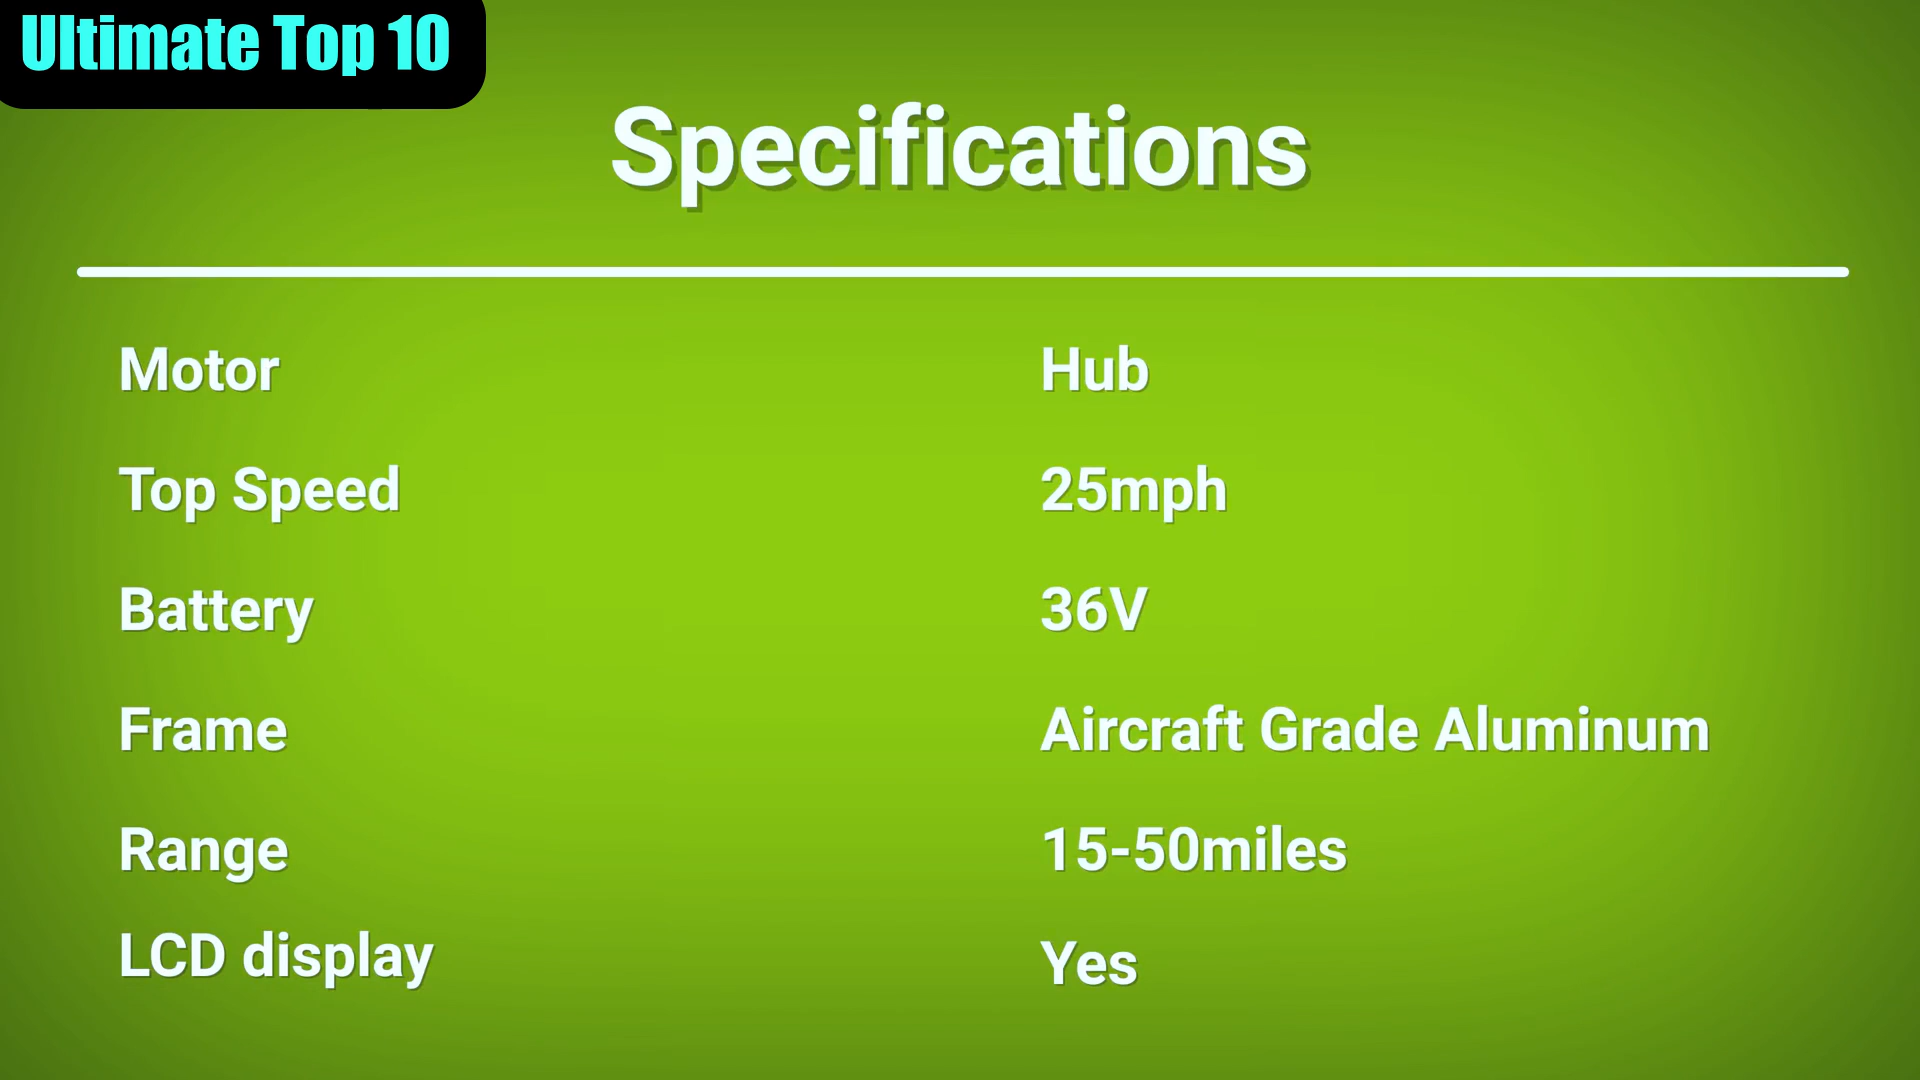 Ultimate Top 10
Specifications
Motor Hub
Top Speed 25mph
Battery 36V
Frame Aircraft Grade Aluminum
Range 15-50miles
LCD display Yes